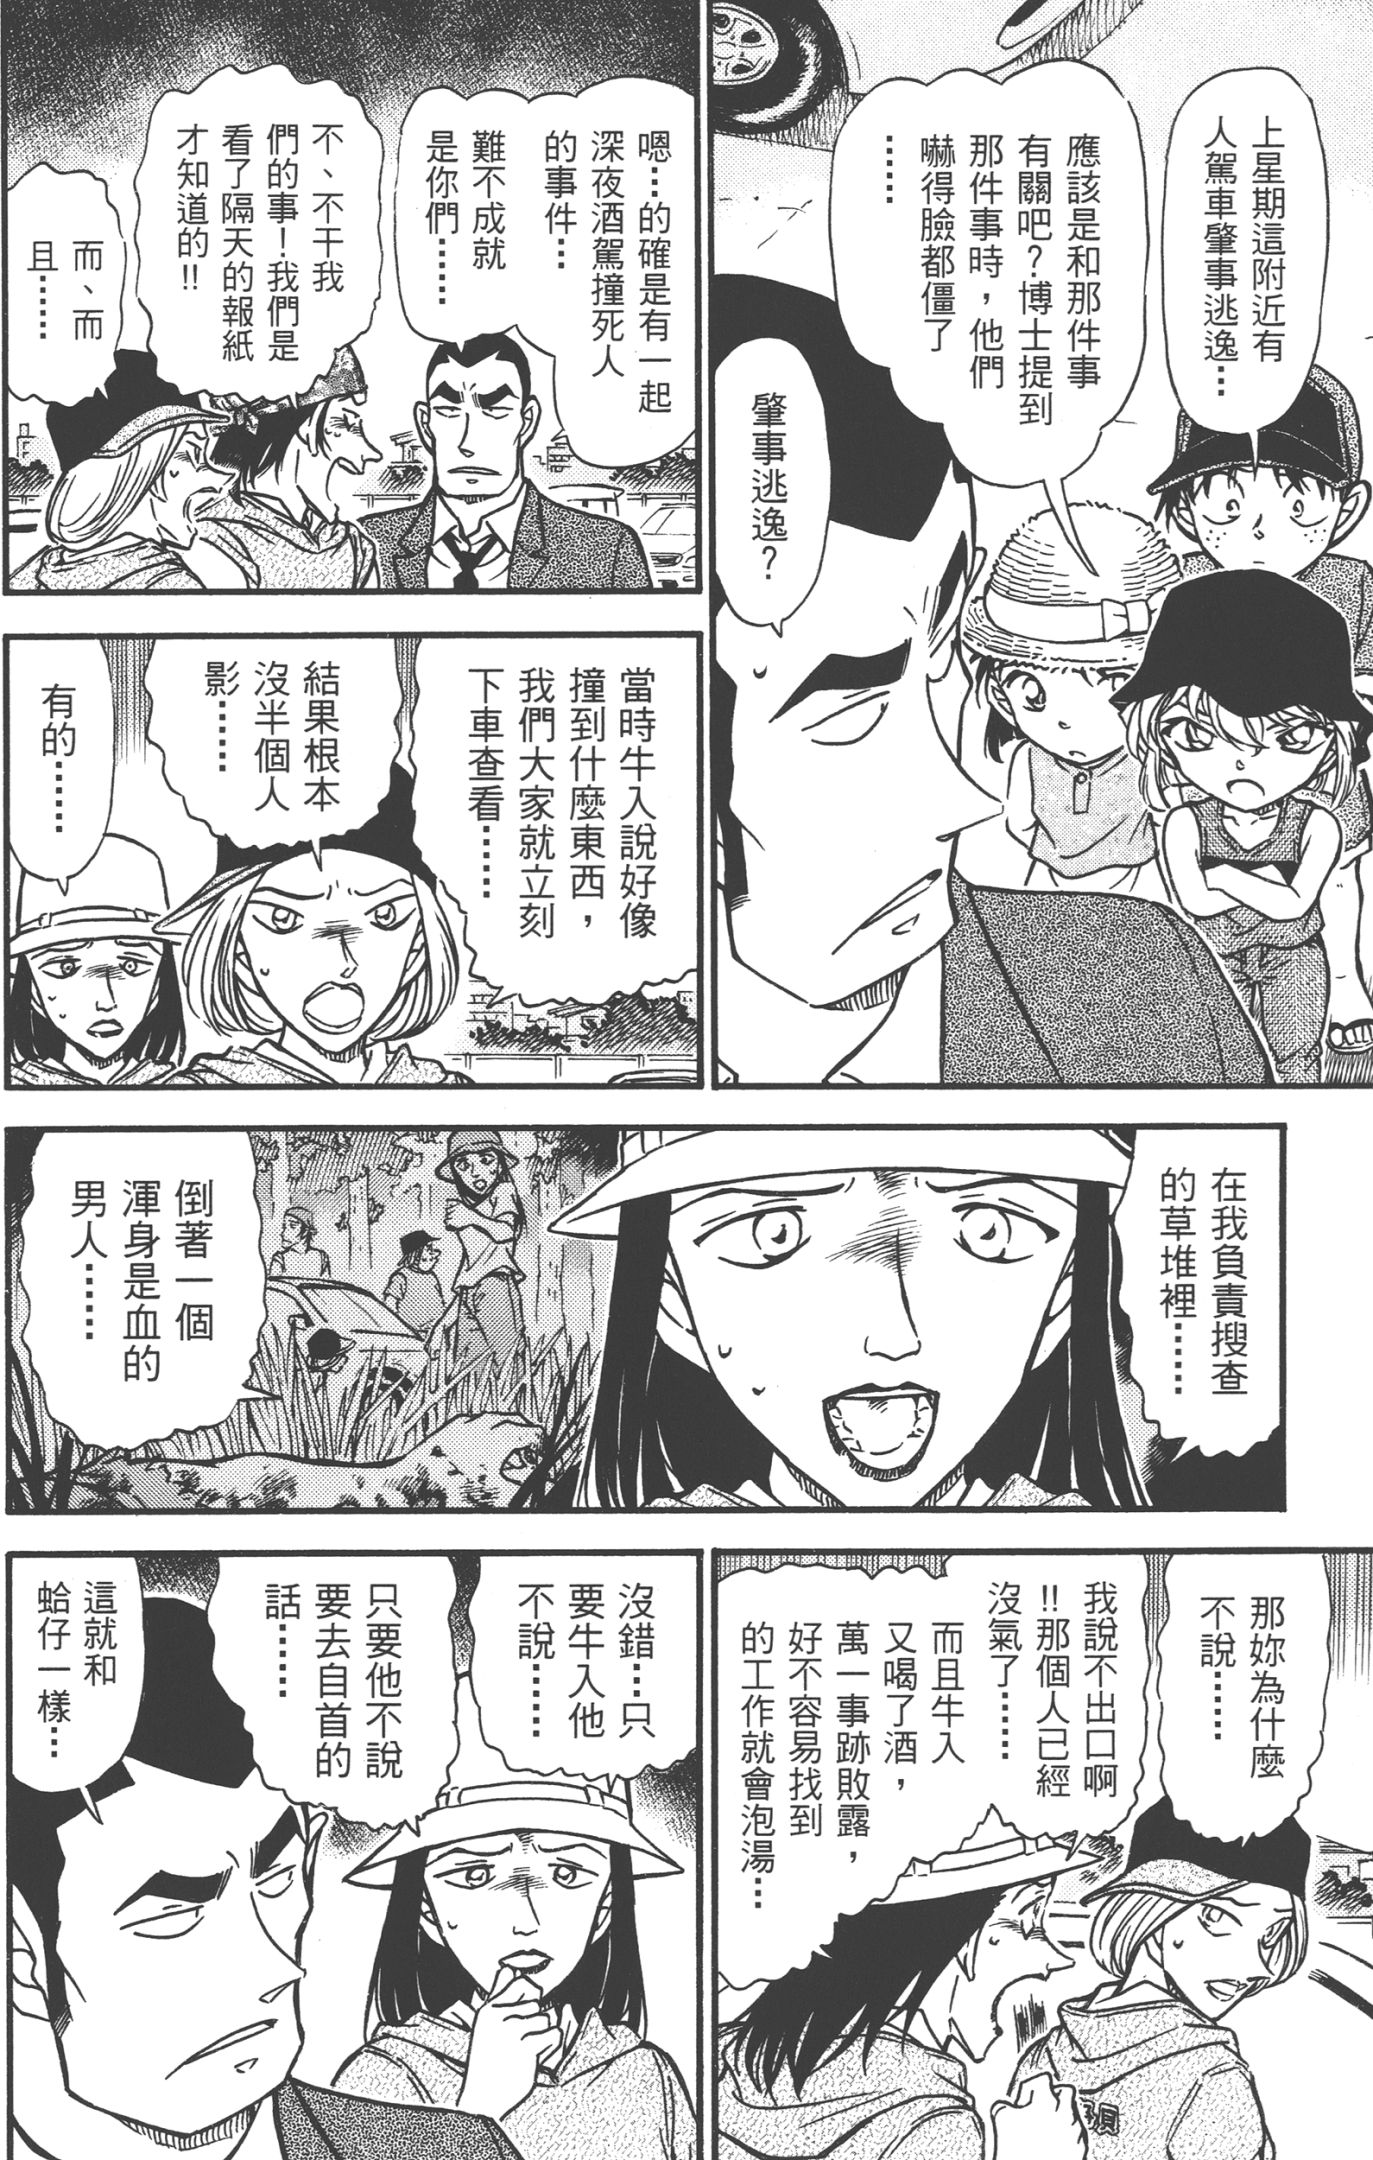 上星期這附近有
人駕車肇事逃逸…
應該是和那件事
有關吧?博士提到
那件事時，他們
嚇得臉都僵了
……
肇事逃逸?
嗯…的確是有一起
深夜酒駕撞死人
的事件…
難不成就
是你們……
不、不干我
們的事!我們是
看了隔天的報紙
才知道的!!
而、而
且……
當時牛入說好像
撞到什麼東西，
我們大家就立刻
下車查看……
結果根本
沒半個人
影……
有的……
在我負責搜查
的草堆裡……
倒著一個
渾身是血的
男人……
那妳為什麼
不說……
我說不出口啊
!!那個人已經
沒氣了……
而且牛入
又喝了酒，
萬一事跡敗露，
好不容易找到
的工作就會泡湯…
沒錯…只
要牛入他
不說……
只要他不說
要去自首的
話……
這就和
蛤仔一樣…